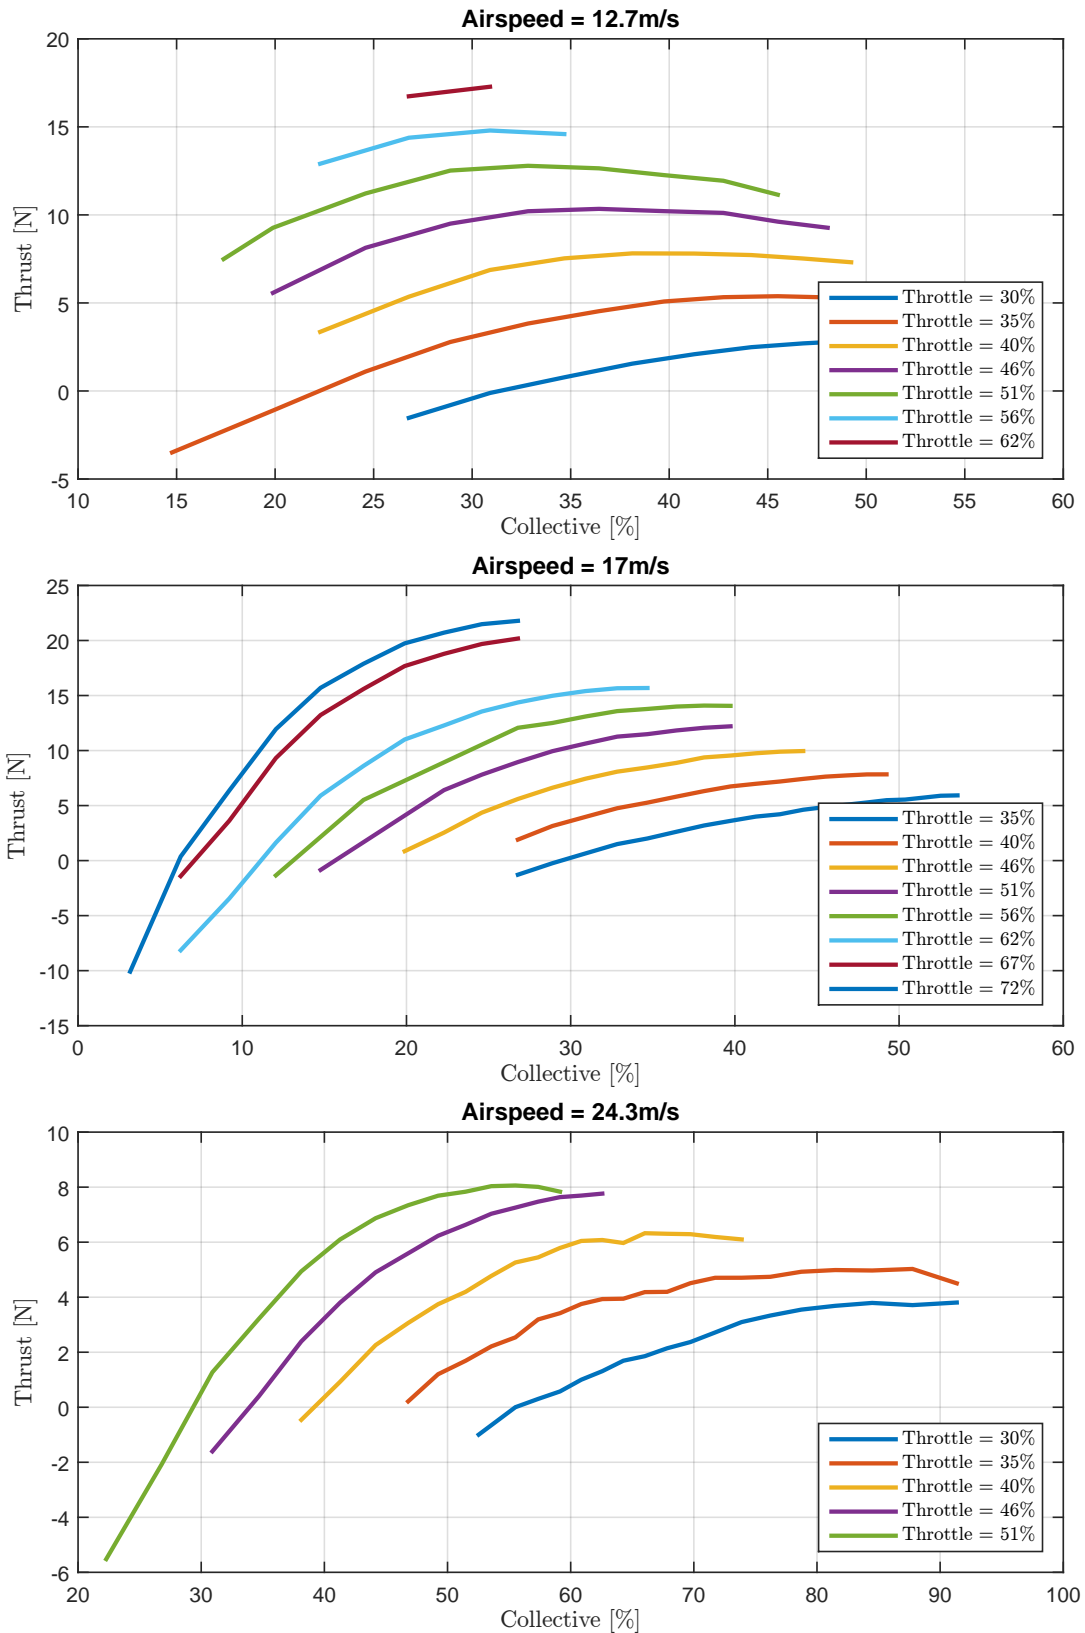 Airspeed = 12.7m/s
20
15
10
5
0
-5
Thrust [N]
Throttle = 30%
Throttle = 35%
Throttle = 40%
Throttle = 46%
Throttle = 51%
Throttle = 56%
Throttle = 62%
10 15 20 25 30 35 40 45 50 55 60
Collective [%]
Airspeed = 17m/s
25
20
15
10
5
0
-5
-10
-15
Thrust [N]
Throttle = 35%
Throttle = 40%
Throttle = 46%
Throttle = 51%
Throttle = 56%
Throttle = 62%
Throttle = 67%
Throttle = 72%
0 10 20 30 40 50 60
Collective [%]
Airspeed = 24.3m/s
10
8
6
4
2
0
-2
-4
-6
Thrust [N]
Throttle = 30%
Throttle = 35%
Throttle = 40%
Throttle = 46%
Throttle = 51%
20 30 40 50 60 70 80 90 100
Collective [%]